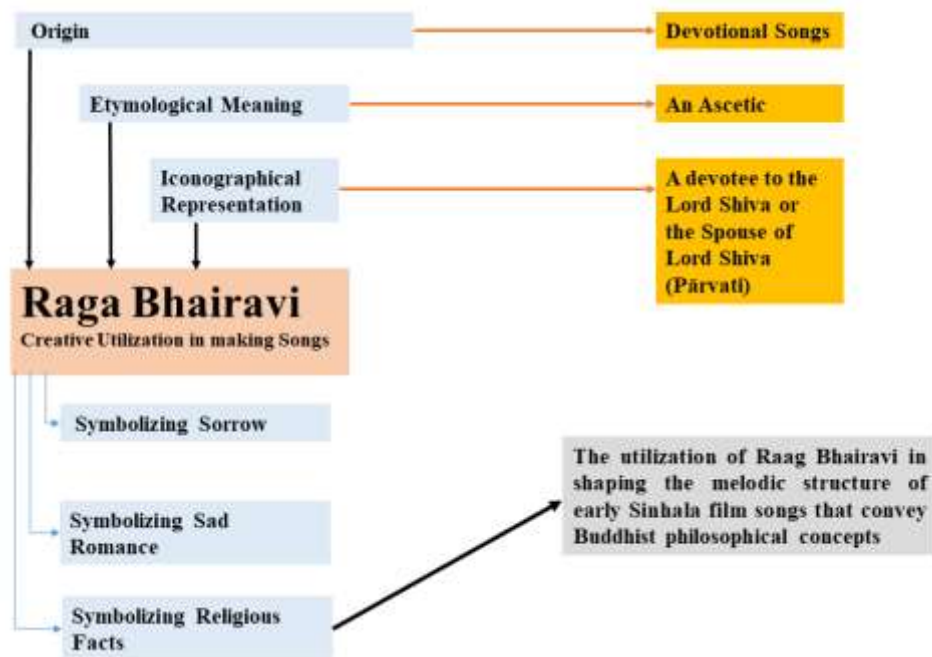 Origin
Devotional Songs
Etymological Meaning
An Ascetic
Iconographical
Representation
A devotee to the
Lord Shiva or
the Spouse of
Lord Shiva
(Pārvati)
Raga Bhairavi
Creative Utilization in making Songs
Symbolizing Sorrow
Symbolizing Sad
Romance
Symbolizing Religious
Facts
The utilization of Raag Bhairavi in
shaping the melodic structure of
early Sinhala film songs that convey
Buddhist philosophical concepts